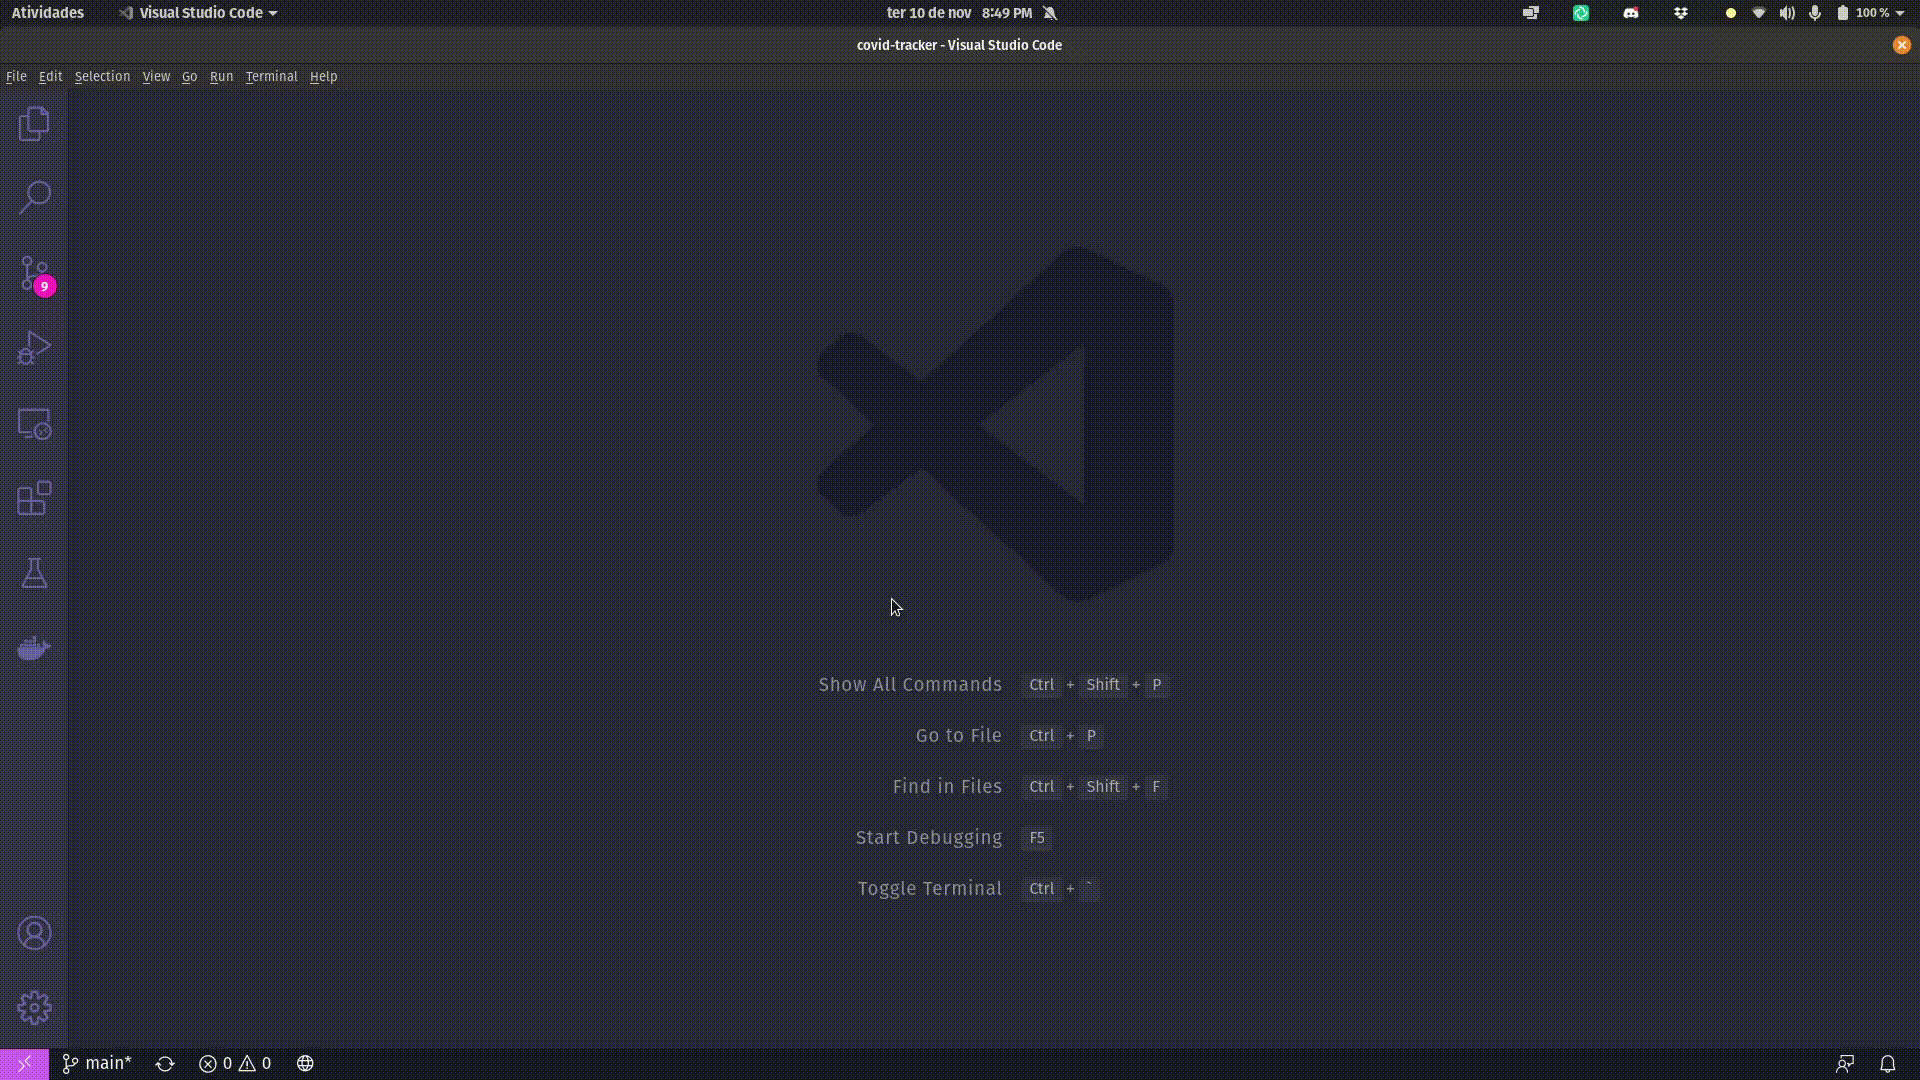 Atividades Visual Studio Code ter 10 de nov 8:49 PM 100 %
covid-tracker - Visual Studio Code
File Edit Selection View Go Run Terminal Help
9
Show All Commands Ctrl + Shift + P
Go to File Ctrl + P
Find in Files Ctrl + Shift + F
Start Debugging F5
Toggle Terminal Ctrl + `
main* 0 0